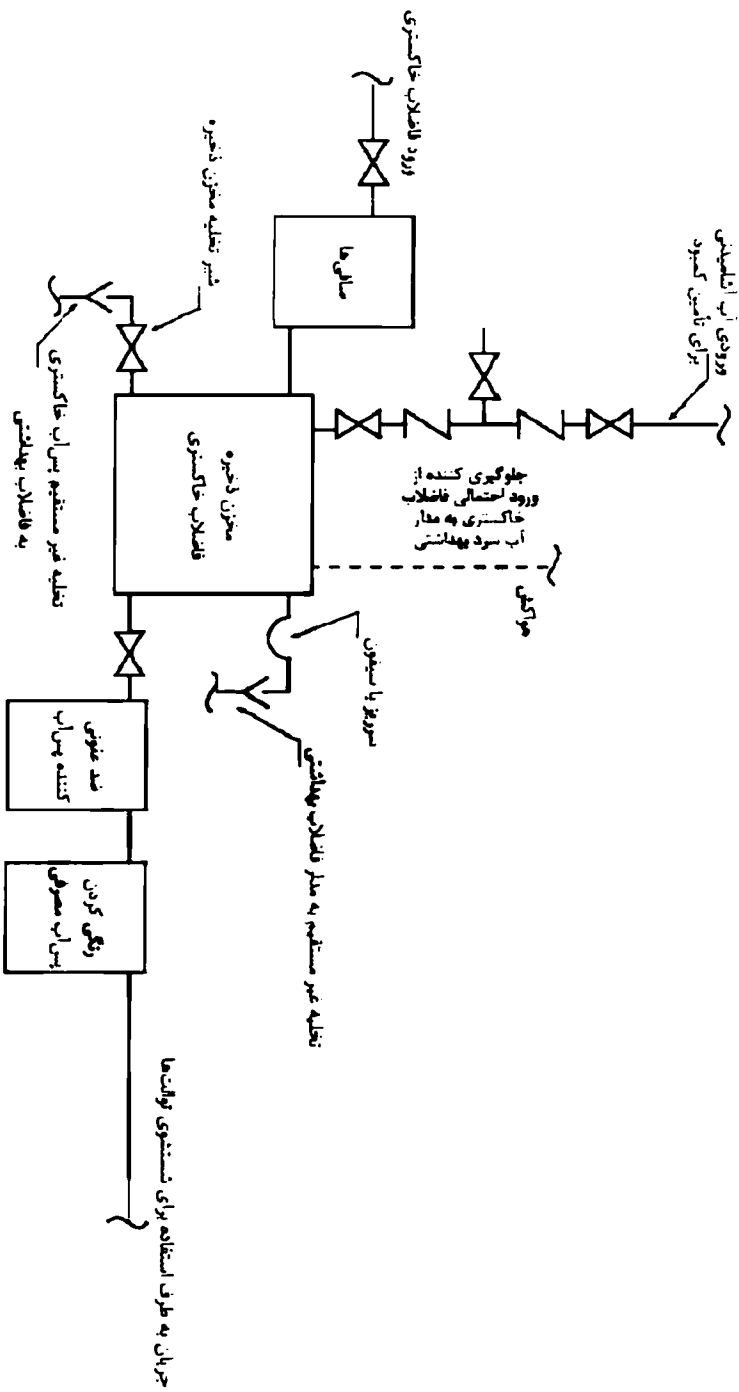 ورود فاضلاب خاکستری
صافی‌ها
ورودی آب آشامیدنی
برای تأمین کمبود
شیر تخلیه مخزن ذخیره
تخلیه غیر مستقیم پس‌آب خاکستری
به فاضلاب بهداشتی
مخزن ذخیره
فاضلاب خاکستری
جلوگیری کننده از
ورود احتمالی فاضلاب
خاکستری به مدار
آب سرد بهداشتی
هواکش
سرریز با سیفون
تخلیه غیر مستقیم به مدار فاضلاب بهداشتی
ضد عفونی
کننده پس‌آب
رنگی کردن
پس‌آب مصرفی
جریان به طرف استفاده برای شستشوی توالت‌ها